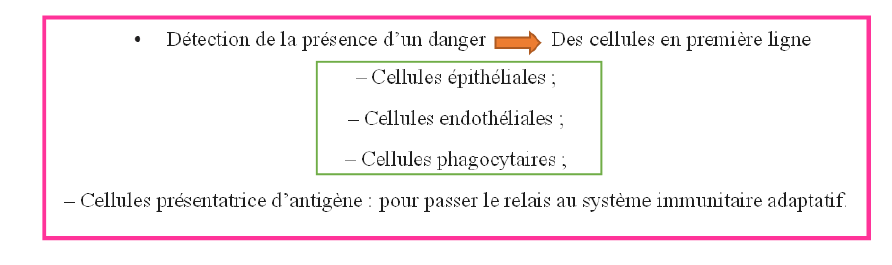 • Détection de la présence d’un danger Des cellules en première ligne
– Cellules épithéliales ;
– Cellules endothéliales ;
– Cellules phagocytaires ;
– Cellules présentatrice d’antigène : pour passer le relais au système immunitaire adaptatif.